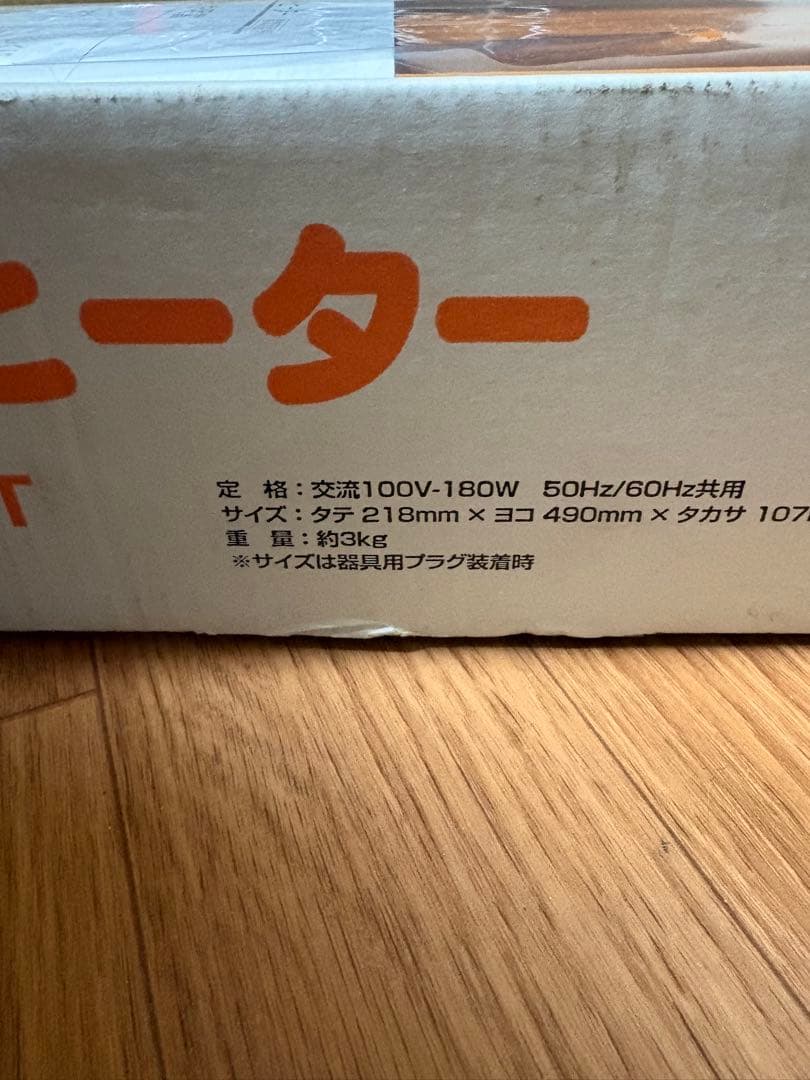 ヒーター
定 格：交流100V-180W 50Hz/60Hz共用
サイズ：タテ 218mm × ヨコ 490mm × タカサ 107
重 量：約3kg
※サイズは器具用プラグ装着時